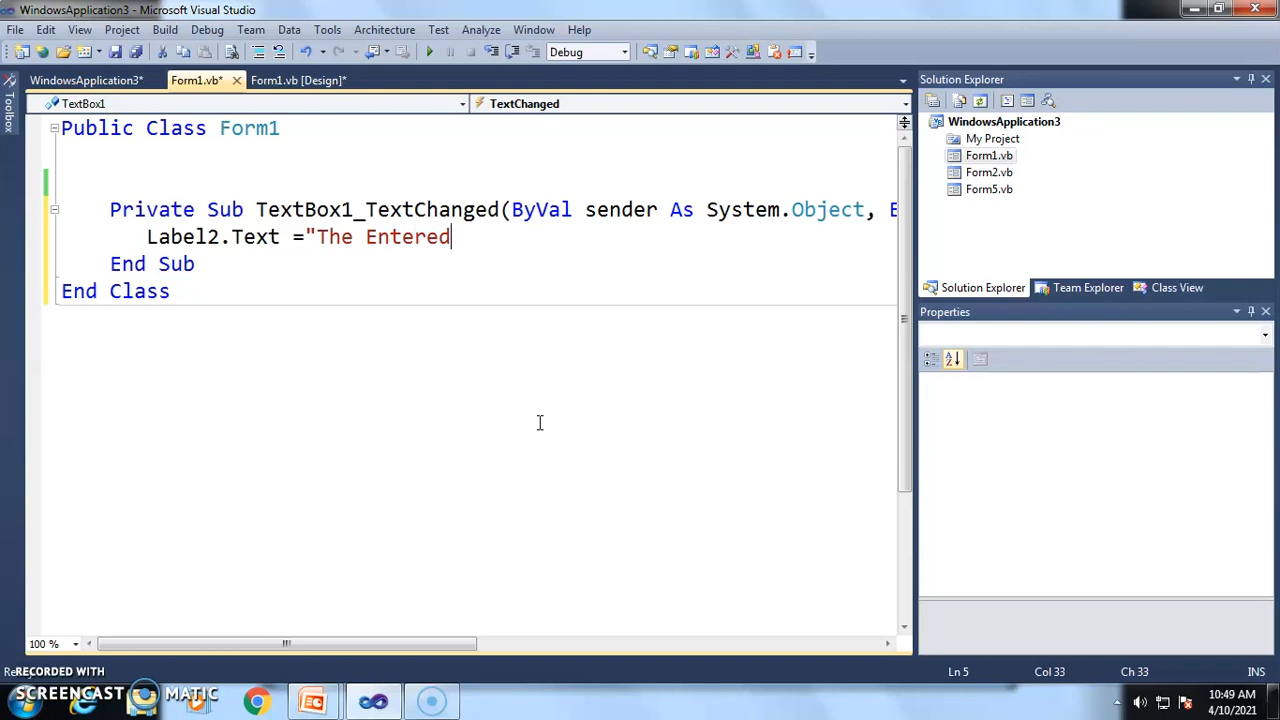 WindowsApplication3 - Microsoft Visual Studio
File Edit View Project Build Debug Team Data Tools Architecture Test Analyze Window Help
Debug
Toolbox
WindowsApplication3* Form1.vb* Form1.vb [Design]*
TextBox1 TextChanged
Public Class Form1
Private Sub TextBox1_TextChanged(ByVal sender As System.Object, E
Label2.Text ="The Entered
End Sub
End Class
100 %
Solution Explorer
WindowsApplication3
My Project
Form1.vb
Form2.vb
Form5.vb
Solution Explorer Team Explorer Class View
Properties
Ln 5 Col 33 Ch 33 INS
RECORDED WITH
SCREENCAST MATIC
10:49 AM
4/10/2021